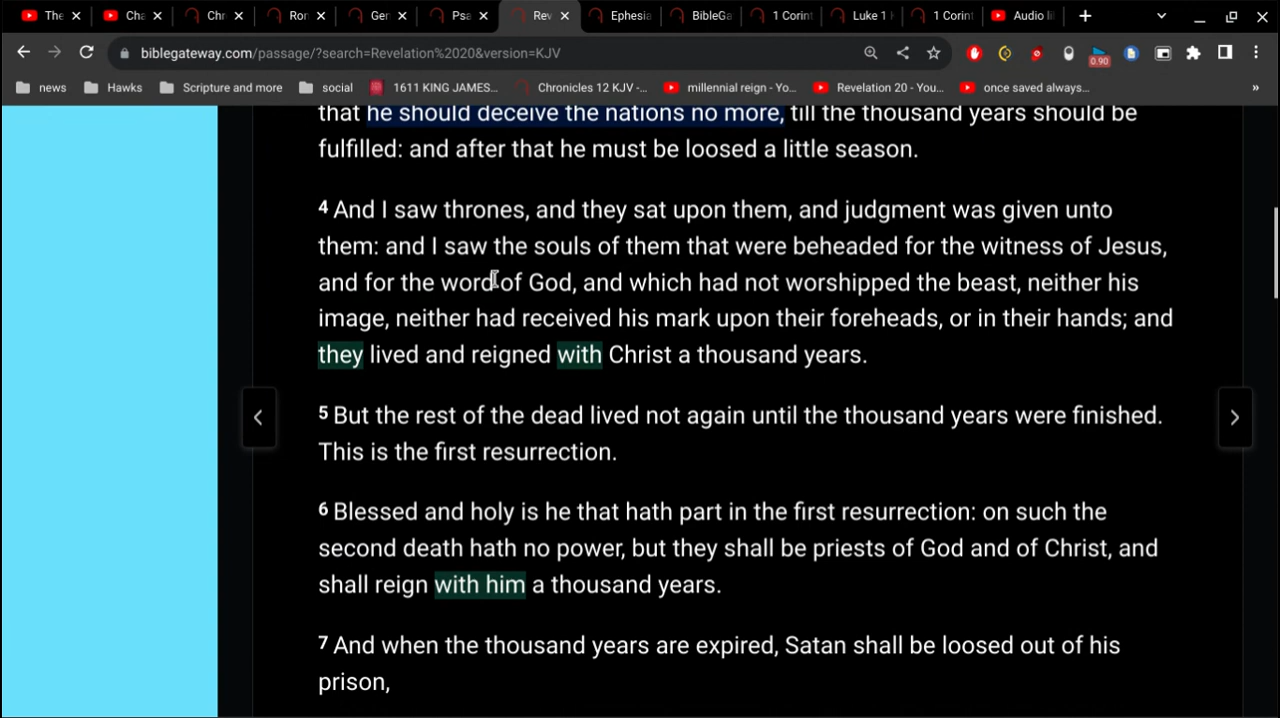 The
Cha
Chr
Ron
Ger
Psa
Rev
Ephesia
BibleGa
1 Corint
Luke 1
1 Corint
Audio li
biblegateway.com/passage/?search=Revelation%2020&version=KJV
0.90
news
Hawks
Scripture and more
social
1611 KING JAMES...
Chronicles 12 KJV -...
millennial reign - Yo...
Revelation 20 - You...
once saved always...
»
that he should deceive the nations no more, till the thousand years should be
fulfilled: and after that he must be loosed a little season.
4 And I saw thrones, and they sat upon them, and judgment was given unto
them: and I saw the souls of them that were beheaded for the witness of Jesus,
and for the word of God, and which had not worshipped the beast, neither his
image, neither had received his mark upon their foreheads, or in their hands; and
they lived and reigned with Christ a thousand years.
5 But the rest of the dead lived not again until the thousand years were finished.
This is the first resurrection.
6 Blessed and holy is he that hath part in the first resurrection: on such the
second death hath no power, but they shall be priests of God and of Christ, and
shall reign with him a thousand years.
7 And when the thousand years are expired, Satan shall be loosed out of his
prison,